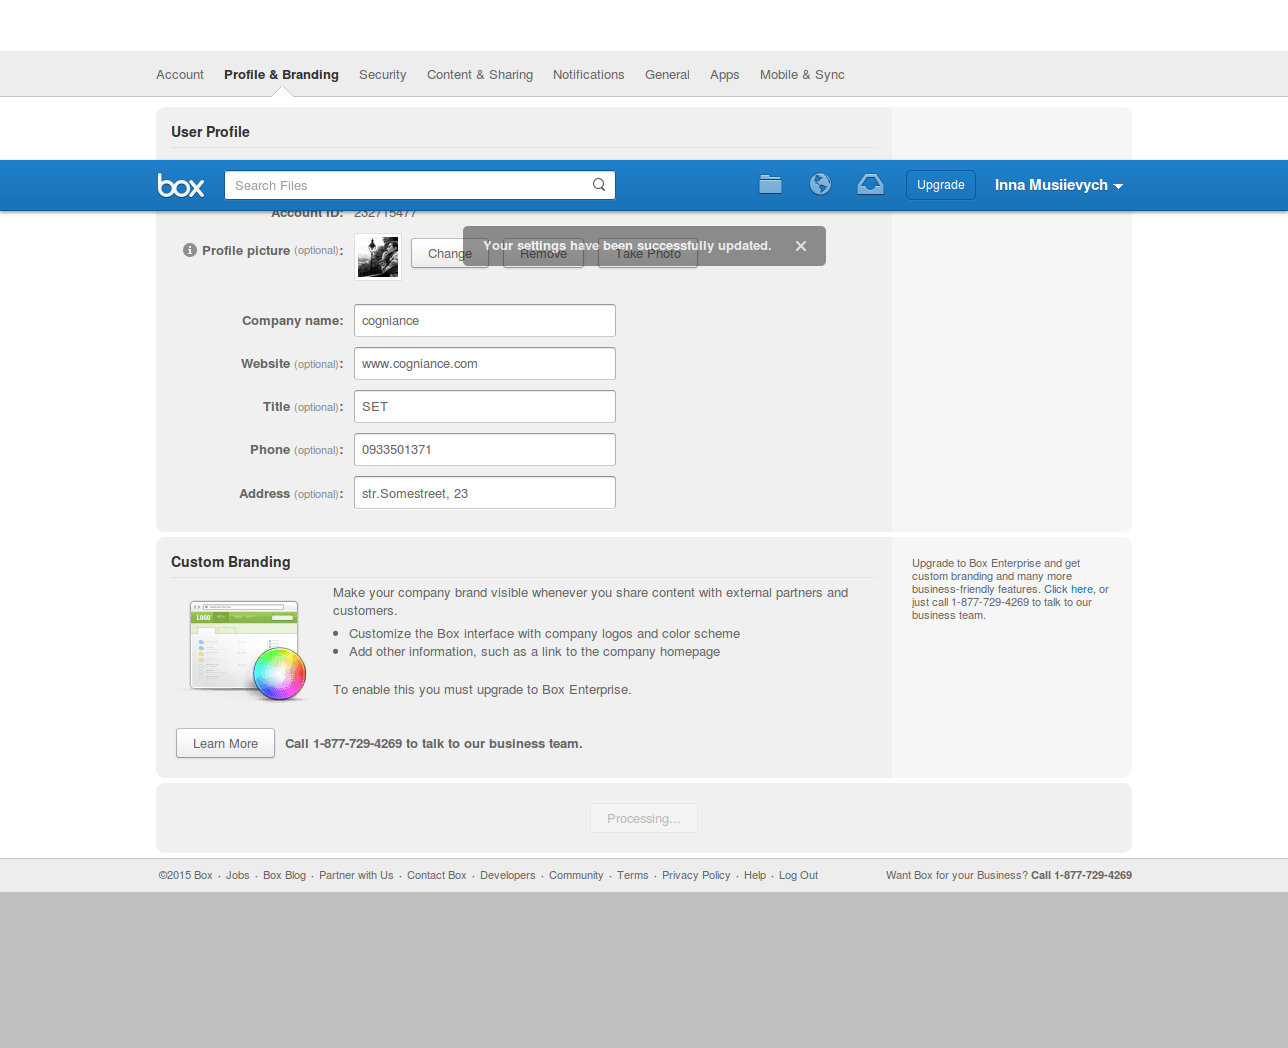 Account Profile & Branding Security Content & Sharing Notifications General Apps Mobile & Sync
User Profile
box Search Files Upgrade Inna Musiievych
Account ID: 232715477
Profile picture (optional): Change Remove Take Photo
Your settings have been successfully updated.
Company name: cogniance
Website (optional): www.cogniance.com
Title (optional): SET
Phone (optional): 0933501371
Address (optional): str.Somestreet, 23
Custom Branding
Make your company brand visible whenever you share content with external partners and
customers.
• Customize the Box interface with company logos and color scheme
• Add other information, such as a link to the company homepage
To enable this you must upgrade to Box Enterprise.
LOGO
Learn More Call 1-877-729-4269 to talk to our business team.
Upgrade to Box Enterprise and get
custom branding and many more
business-friendly features. Click here, or
just call 1-877-729-4269 to talk to our
business team.
Processing...
©2015 Box · Jobs · Box Blog · Partner with Us · Contact Box · Developers · Community · Terms · Privacy Policy · Help · Log Out Want Box for your Business? Call 1-877-729-4269